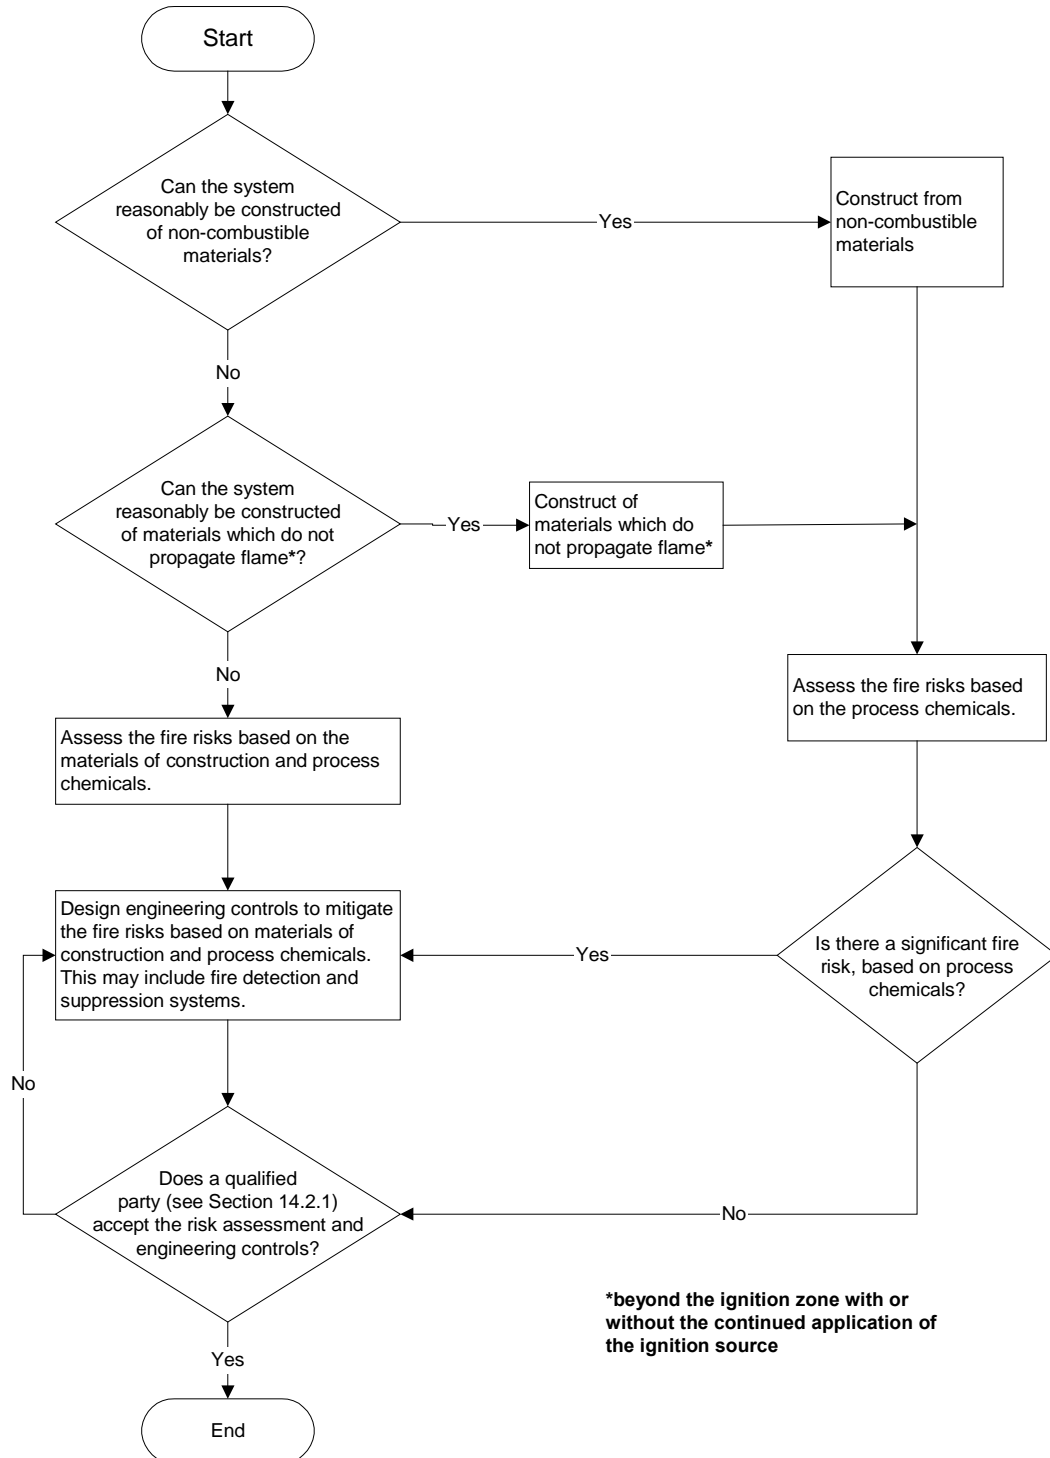 Start
Can the system
reasonably be constructed
of non-combustible
materials?
Yes
Construct from
non-combustible
materials
No
Can the system
reasonably be constructed
of materials which do not
propagate flame*?
Yes
Construct of
materials which do
not propagate flame*
No
Assess the fire risks based
on the process chemicals.
Assess the fire risks based on the
materials of construction and process
chemicals.
Design engineering controls to mitigate
the fire risks based on materials of
construction and process chemicals.
This may include fire detection and
suppression systems.
Yes
Is there a significant fire
risk, based on process
chemicals?
No
Does a qualified
party (see Section 14.2.1)
accept the risk assessment and
engineering controls?
No
*beyond the ignition zone with or
without the continued application of
the ignition source
Yes
End